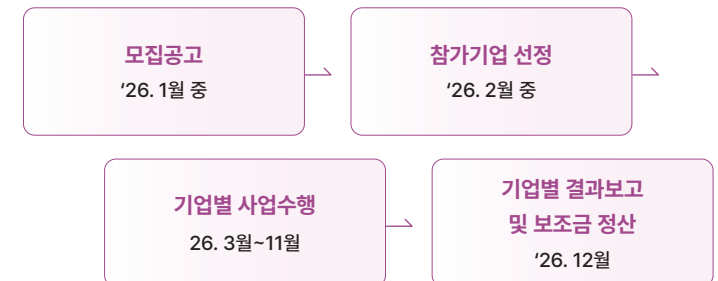 모집공고
‘26. 1월 중
참가기업 선정
‘26. 2월 중
기업별 사업수행
26. 3월~11월
기업별 결과보고
및 보조금 정산
‘26. 12월